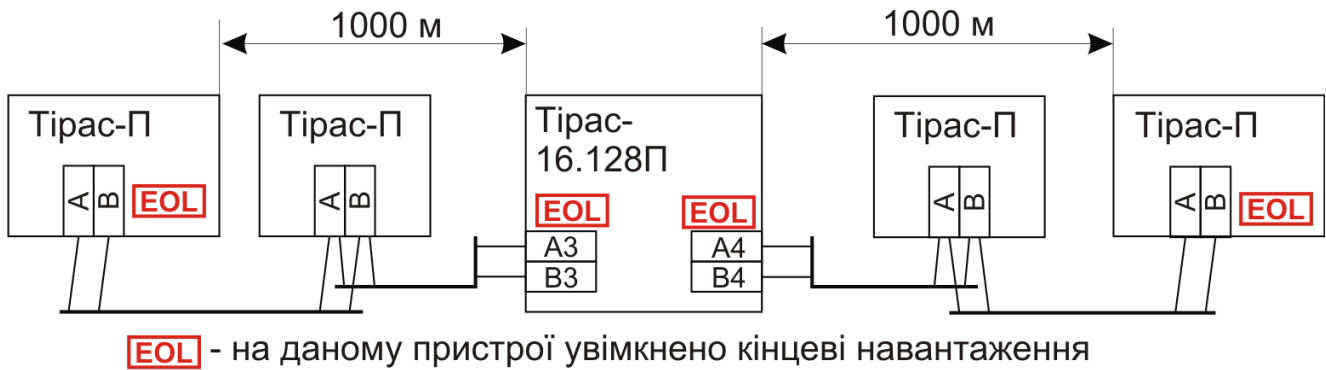 1000 м
1000 м
Тірас-П
Тірас-П
Тірас-
16.128П
Тірас-П
Тірас-П
A B
EOL
A B
EOL
EOL
A3
B3
A4
B4
A B
A B
EOL
EOL - на даному пристрої увімкнено кінцеві навантаження